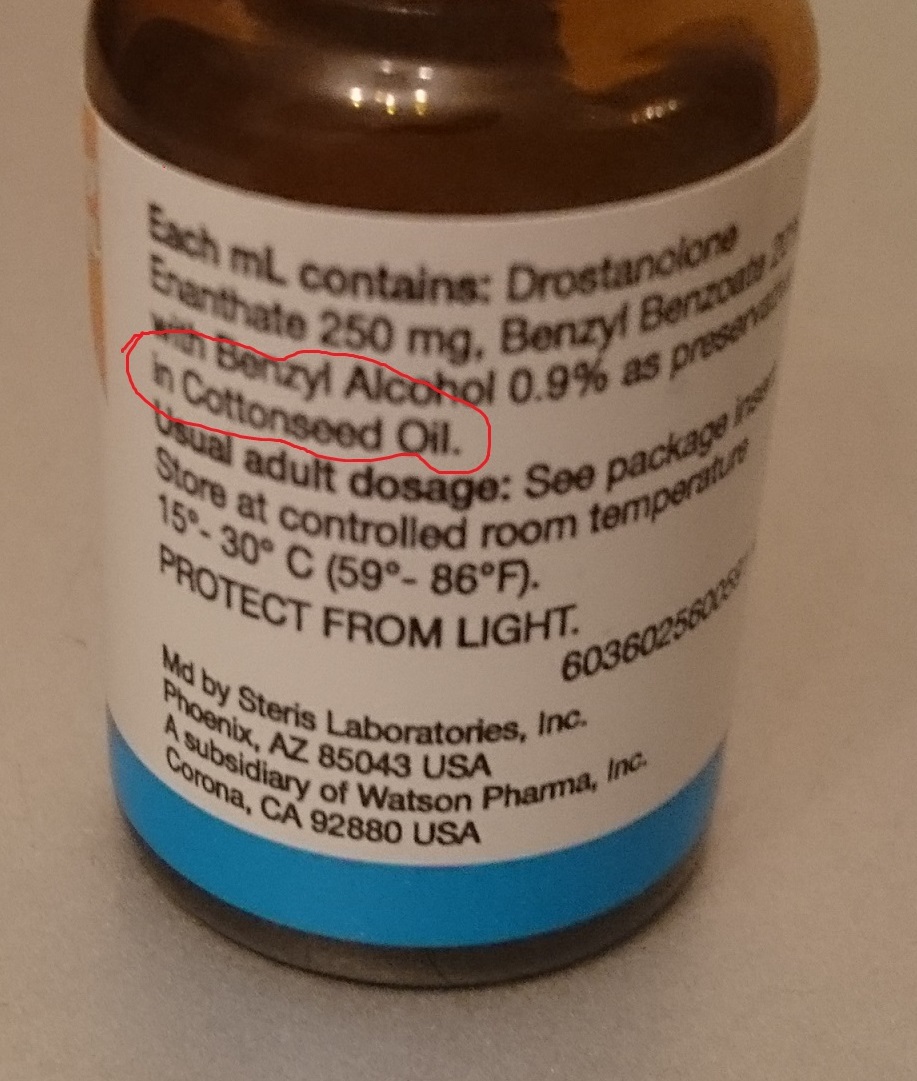 Each mL contains: Drostanolone
Enanthate 250 mg, Benzyl Benzoate
with Benzyl Alcohol 0.9% as
in Cottonseed Oil.
Usual adult dosage: See package
Store at controlled room temperature
15°- 30° C (59°- 86°F).
PROTECT FROM LIGHT.
Md by Steris Laboratories, Inc.
Phoenix, AZ 85043 USA
A subsidiary of Watson Pharma, Inc.
Corona, CA 92880 USA